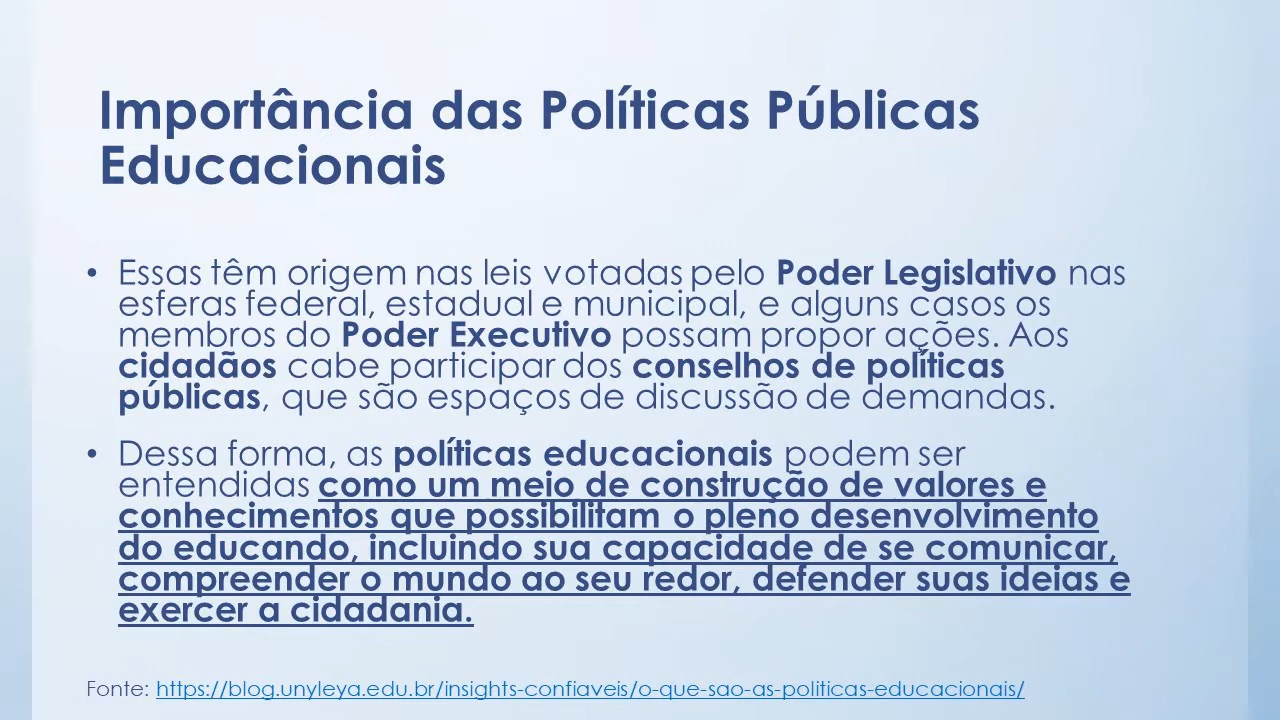 Importância das Políticas Públicas
Educacionais
• Essas têm origem nas leis votadas pelo Poder Legislativo nas
esferas federal, estadual e municipal, e alguns casos os
membros do Poder Executivo possam propor ações. Aos
cidadãos cabe participar dos conselhos de políticas
públicas, que são espaços de discussão de demandas.
• Dessa forma, as políticas educacionais podem ser
entendidas como um meio de construção de valores e
conhecimentos que possibilitam o pleno desenvolvimento
do educando, incluindo sua capacidade de se comunicar,
compreender o mundo ao seu redor, defender suas ideias e
exercer a cidadania.
Fonte: https://blog.unyleya.edu.br/insights-confiaveis/o-que-sao-as-politicas-educacionais/